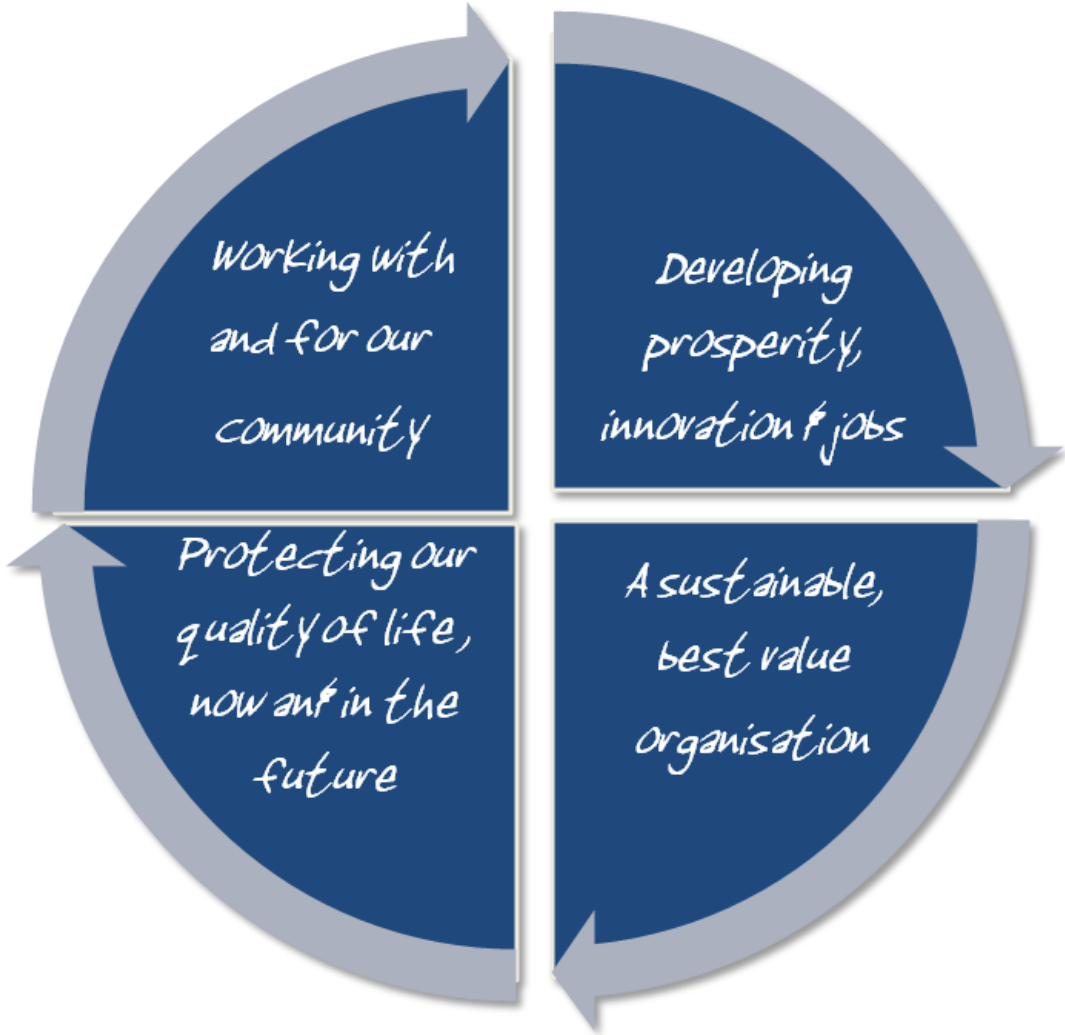 Working with
and for our
community
Developing
prosperity,
innovation & jobs
Protecting our
quality of life,
now an& in the
future
A sustainable,
best value
organisation